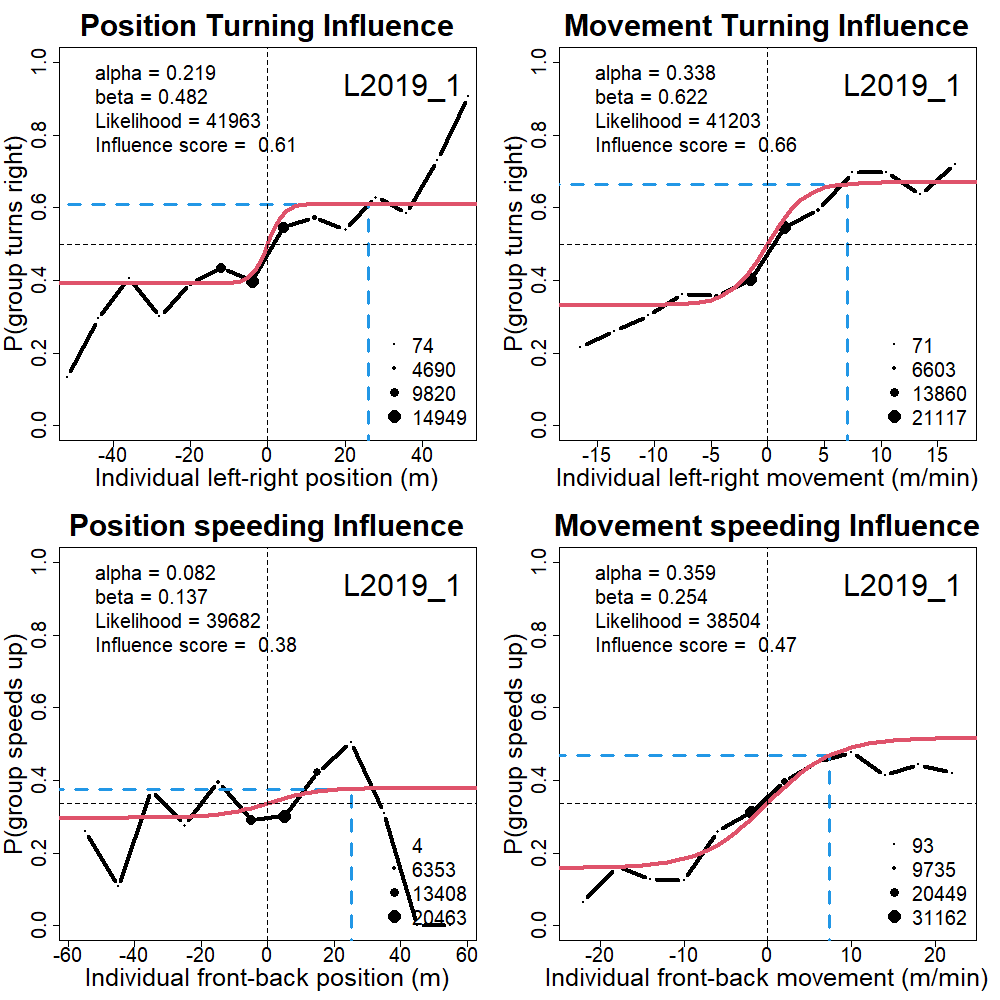 Position Turning Influence
alpha = 0.219
beta = 0.482
Likelihood = 41963
Influence score = 0.61
L2019_1
P(group turns right)
0.0
0.2
0.4
0.6
0.8
1.0
74
4690
9820
14949
-40
-20
0
20
40
Individual left-right position (m)
Movement Turning Influence
alpha = 0.338
beta = 0.622
Likelihood = 41203
Influence score = 0.66
L2019_1
P(group turns right)
0.0
0.2
0.4
0.6
0.8
1.0
71
6603
13860
21117
-15
-10
-5
0
5
10
15
Individual left-right movement (m/min)
Position speeding Influence
alpha = 0.082
beta = 0.137
Likelihood = 39682
Influence score = 0.38
L2019_1
P(group speeds up)
0.0
0.2
0.4
0.6
0.8
1.0
4
6353
13408
20463
-60
-40
-20
0
20
40
60
Individual front-back position (m)
Movement speeding Influence
alpha = 0.359
beta = 0.254
Likelihood = 38504
Influence score = 0.47
L2019_1
P(group speeds up)
0.0
0.2
0.4
0.6
0.8
1.0
93
9735
20449
31162
-20
-10
0
10
20
Individual front-back movement (m/min)